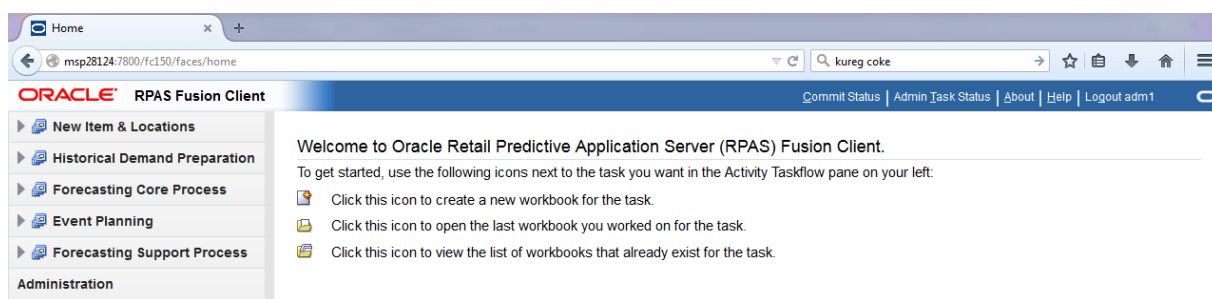 Home
msp28124:7800/fc150/faces/home
kureg coke
ORACLE RPAS Fusion Client
Commit Status | Admin Task Status | About | Help | Logout adm1
New Item & Locations
Historical Demand Preparation
Forecasting Core Process
Event Planning
Forecasting Support Process
Administration
Welcome to Oracle Retail Predictive Application Server (RPAS) Fusion Client.
To get started, use the following icons next to the task you want in the Activity Taskflow pane on your left:
Click this icon to create a new workbook for the task.
Click this icon to open the last workbook you worked on for the task.
Click this icon to view the list of workbooks that already exist for the task.